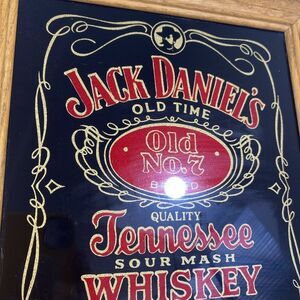 JACK DANIEL'S
OLD TIME
Old
No.7
BRAND
QUALITY
Tennessee
SOUR MASH
WHISKEY